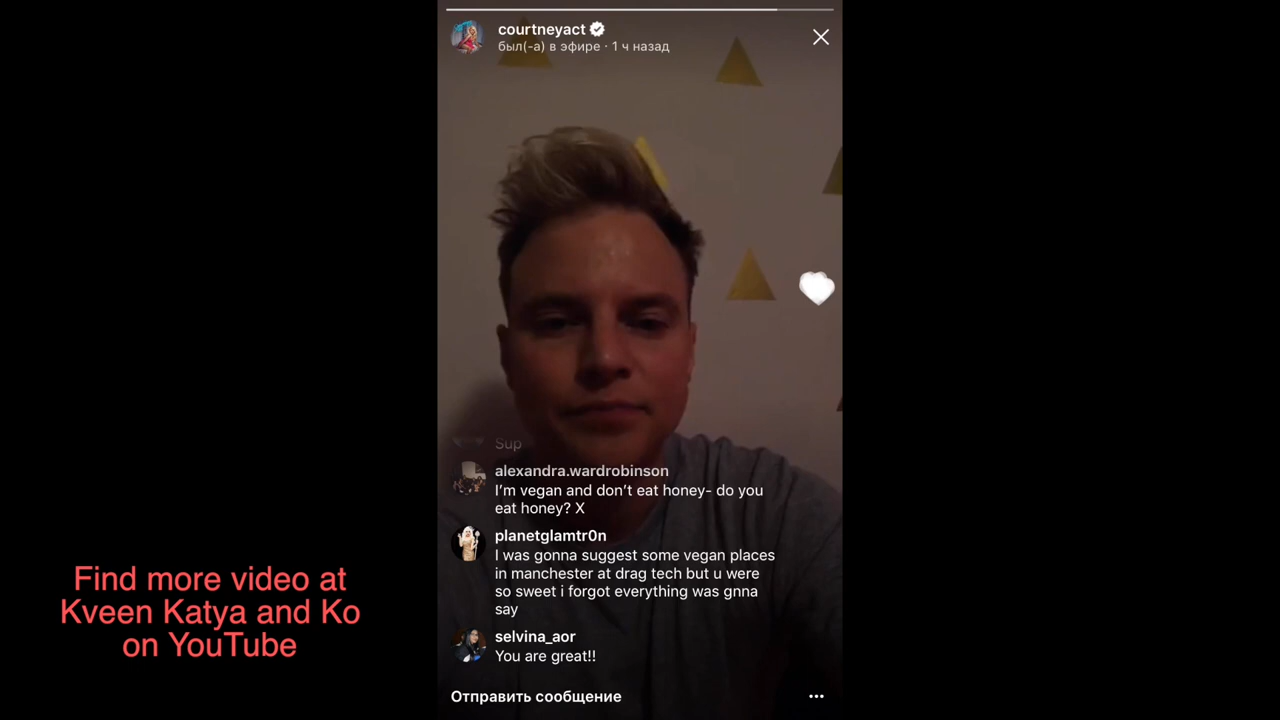 courtneyact
был(-а) в эфире · 1 ч назад
Sup
alexandra.wardrobinson
I'm vegan and don't eat honey- do you
eat honey? X
planetglamtr0n
I was gonna suggest some vegan places
in manchester at drag tech but u were
so sweet i forgot everything was gnna
say
selvina_aor
You are great!!
Отправить сообщение
Find more video at
Kveen Katya and Ko
on YouTube